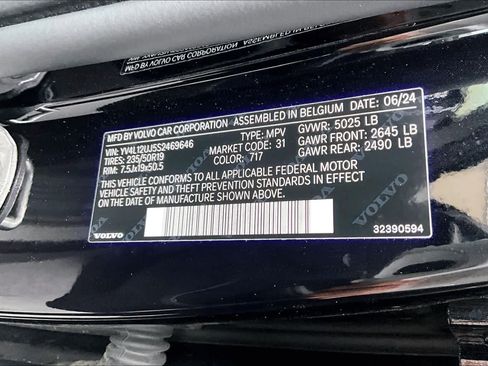 MFD BY VOLVO CAR CORPORATION ASSEMBLED IN BELGIUM DATE: 06/24
VIN: YV4L12UJ5S2469646 TYPE: MPV GVWR: 5025 LB
TIRES: 235/50R19 MARKET CODE: 31 GAWR FRONT: 2645 LB
RIM: 7.5Jx19x50.5 COLOR: 717 GAWR REAR: 2490 LB
THIS VEHICLE CONFORMS TO ALL APPLICABLE FEDERAL MOTOR
VEHICLE SAFETY AND THEFT PREVENTION STANDARDS IN EFFECT
ON DATE OF MANUFACTURE SHOWN ABOVE.
VOLVO
32390594